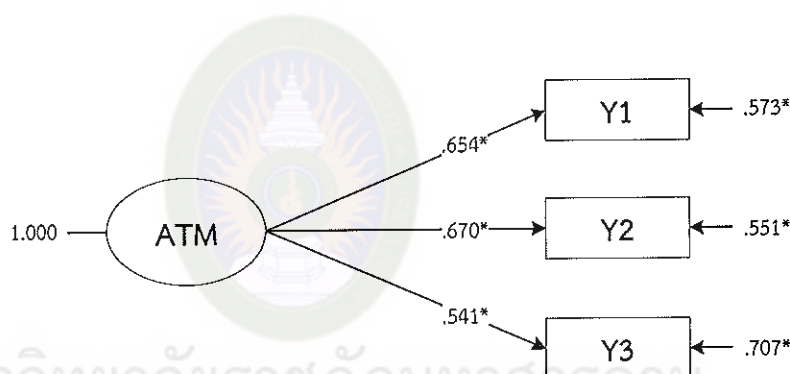 Y1
.573*
.654*
1.000
ATM
.670*
Y2
.551*
.541*
Y3
.707*